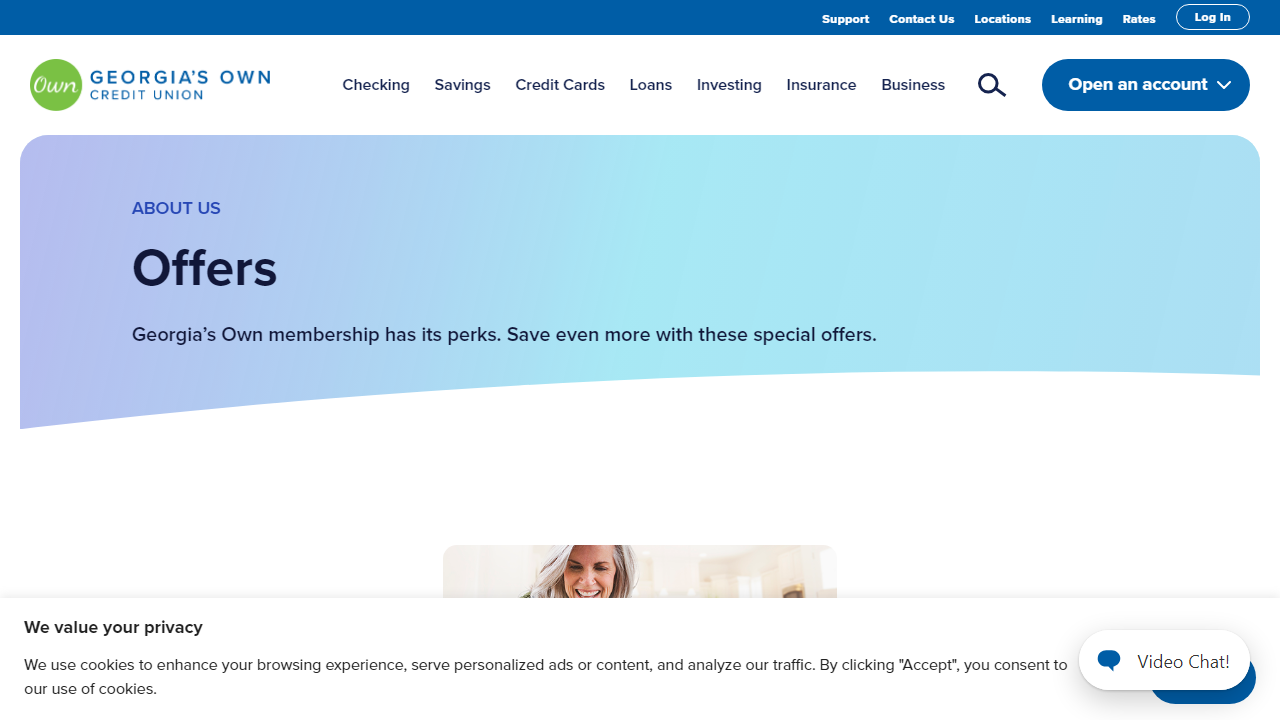 Support Contact Us Locations Learning Rates Log In
Own GEORGIA'S OWN
CREDIT UNION
Checking Savings Credit Cards Loans Investing Insurance Business Open an account
ABOUT US
Offers
Georgia’s Own membership has its perks. Save even more with these special offers.
We value your privacy
We use cookies to enhance your browsing experience, serve personalized ads or content, and analyze our traffic. By clicking "Accept", you consent to
our use of cookies.
Video Chat!